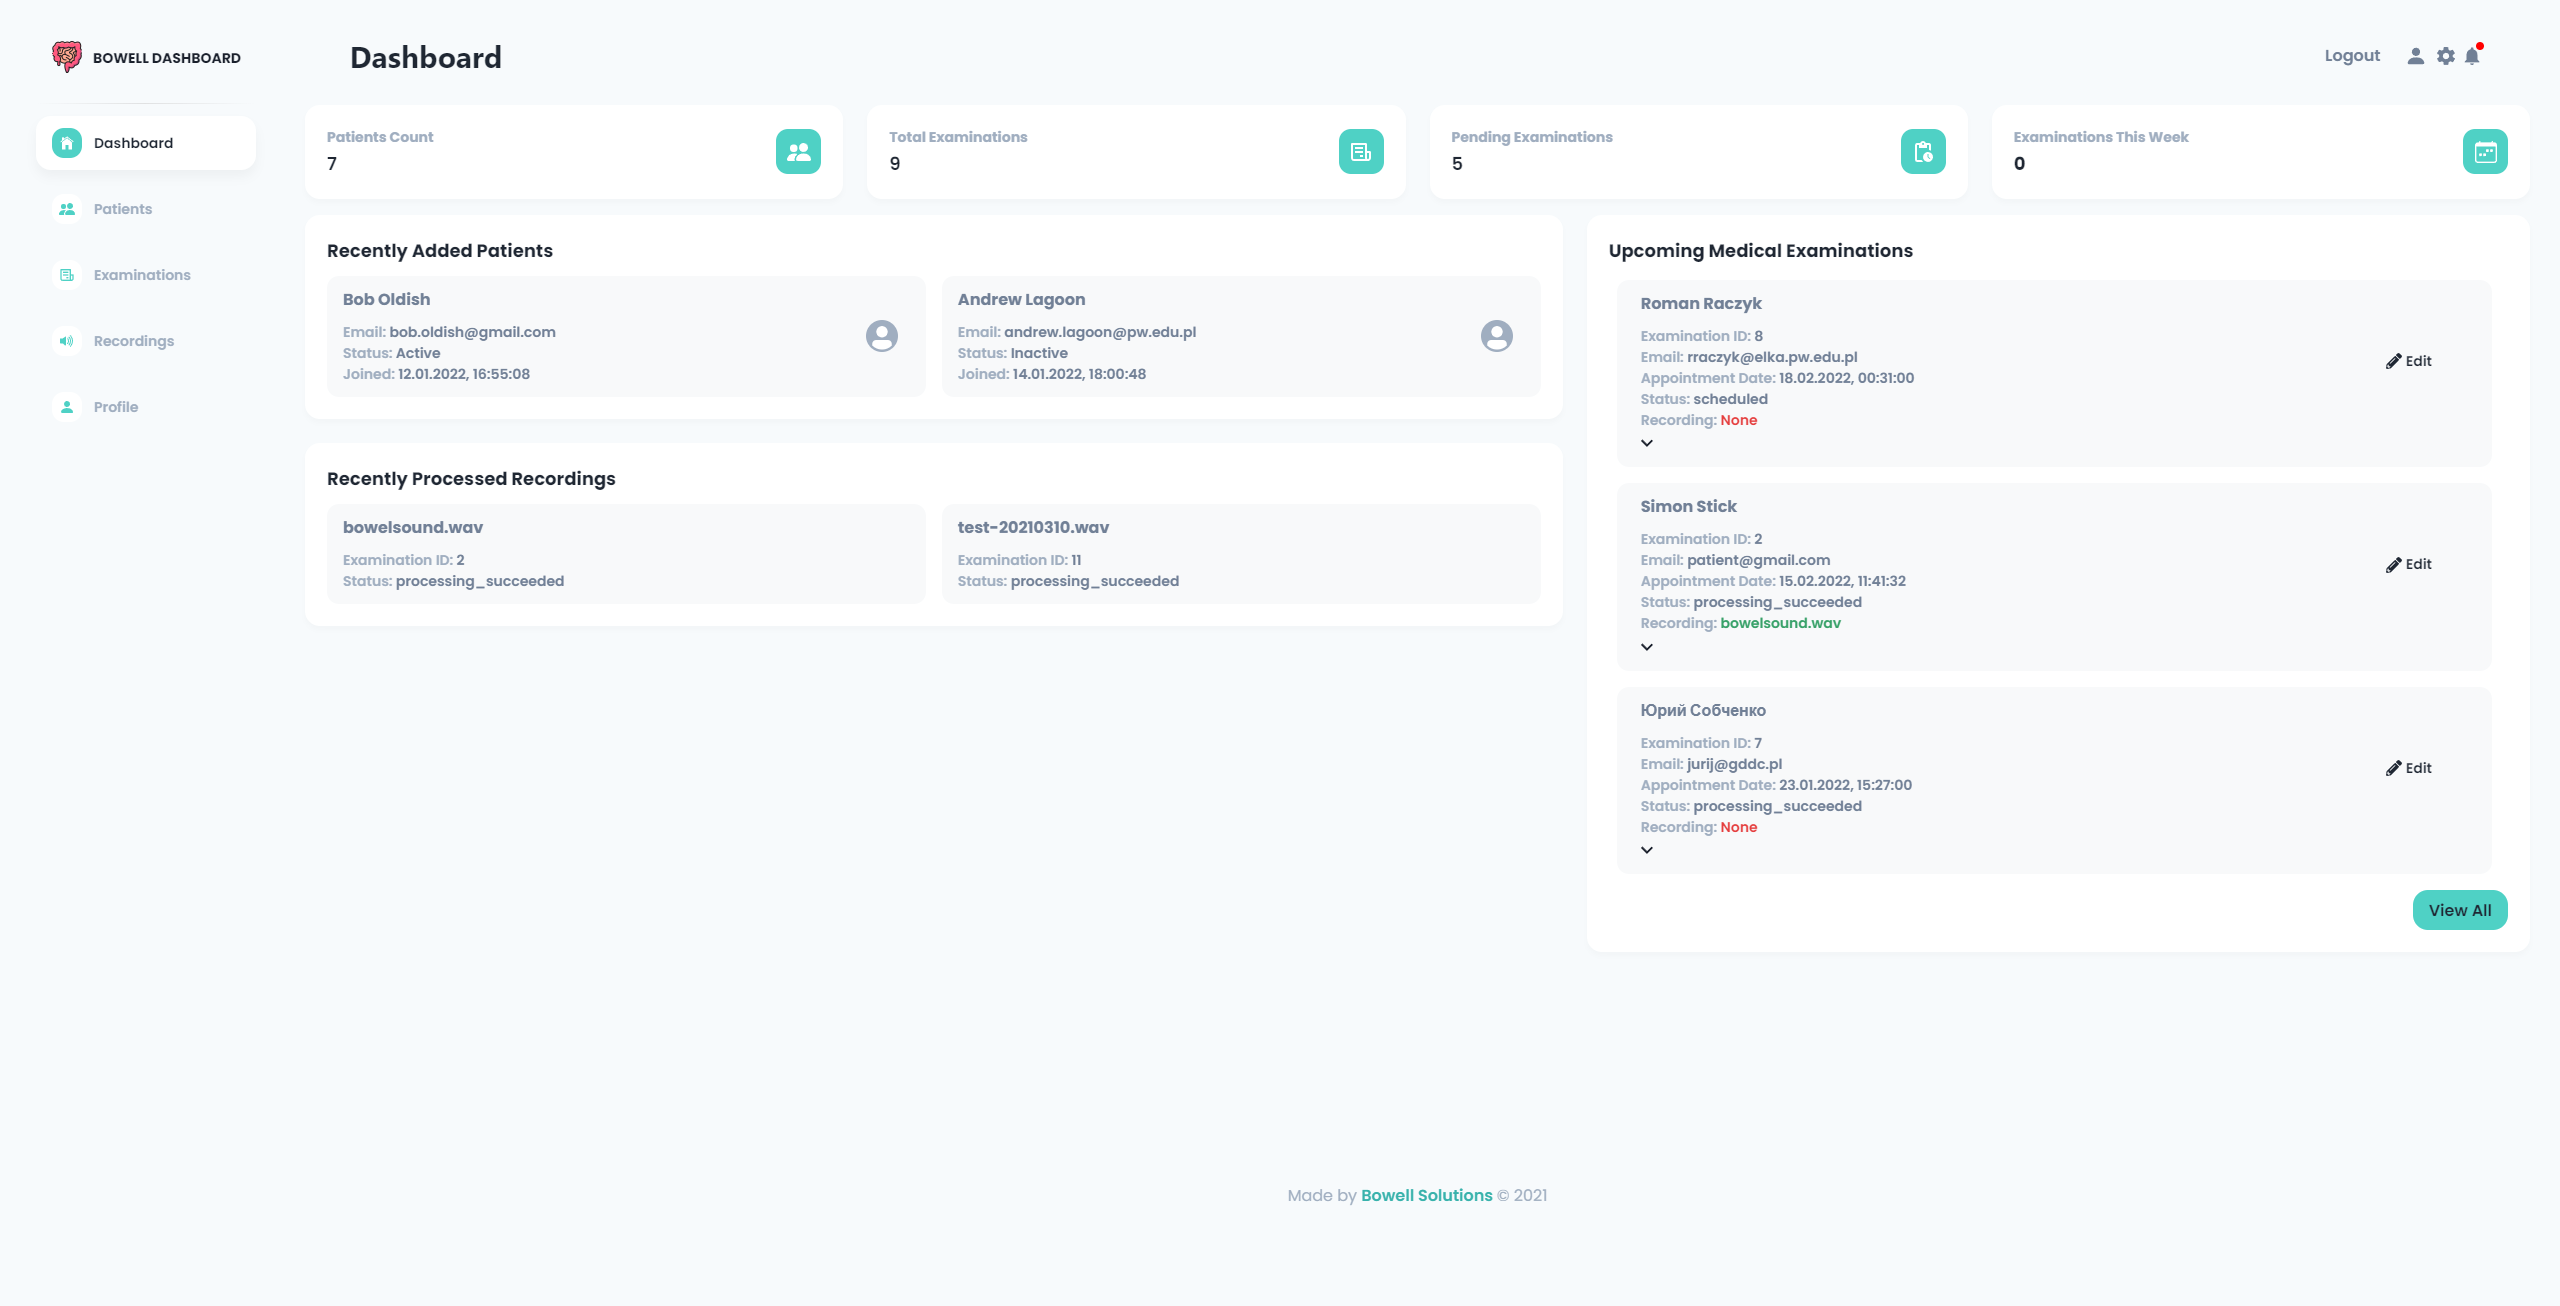 BOWELL DASHBOARD
Dashboard
Patients
Examinations
Recordings
Profile
Dashboard
Logout
Patients Count
7
Total Examinations
9
Pending Examinations
5
Examinations This Week
0
Recently Added Patients
Bob Oldish
Email: bob.oldish@gmail.com
Status: Active
Joined: 12.01.2022, 16:55:08
Andrew Lagoon
Email: andrew.lagoon@pw.edu.pl
Status: Inactive
Joined: 14.01.2022, 18:00:48
Recently Processed Recordings
bowelsound.wav
Examination ID: 2
Status: processing_succeeded
test-20210310.wav
Examination ID: 11
Status: processing_succeeded
Upcoming Medical Examinations
Roman Raczyk
Examination ID: 8
Email: rraczyk@elka.pw.edu.pl
Appointment Date: 18.02.2022, 00:31:00
Status: scheduled
Recording: None
Edit
Simon Stick
Examination ID: 2
Email: patient@gmail.com
Appointment Date: 15.02.2022, 11:41:32
Status: processing_succeeded
Recording: bowelsound.wav
Edit
Юрий Собченко
Examination ID: 7
Email: jurij@gddc.pl
Appointment Date: 23.01.2022, 15:27:00
Status: processing_succeeded
Recording: None
Edit
View All
Made by Bowell Solutions © 2021